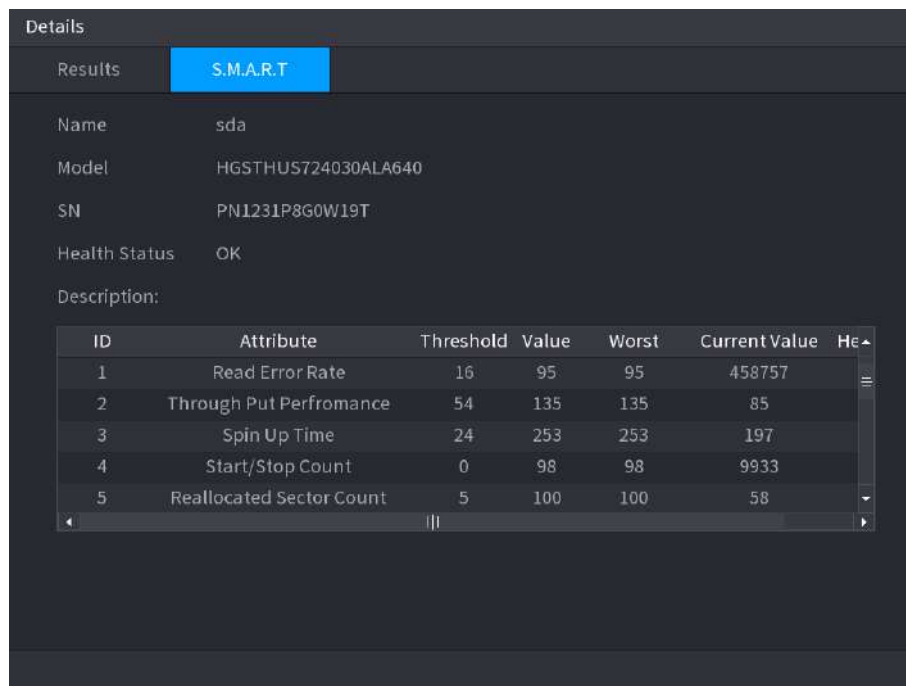 Details
Results S.M.A.R.T
Name sda
Model HGSTHUS724030ALA640
SN PN1231P8G0W19T
Health Status OK
Description:
ID Attribute Threshold Value Worst Current Value He
1 Read Error Rate 16 95 95 458757
2 Through Put Perfromance 54 135 135 85
3 Spin Up Time 24 253 253 197
4 Start/Stop Count 0 98 98 9933
5 Reallocated Sector Count 5 100 100 58